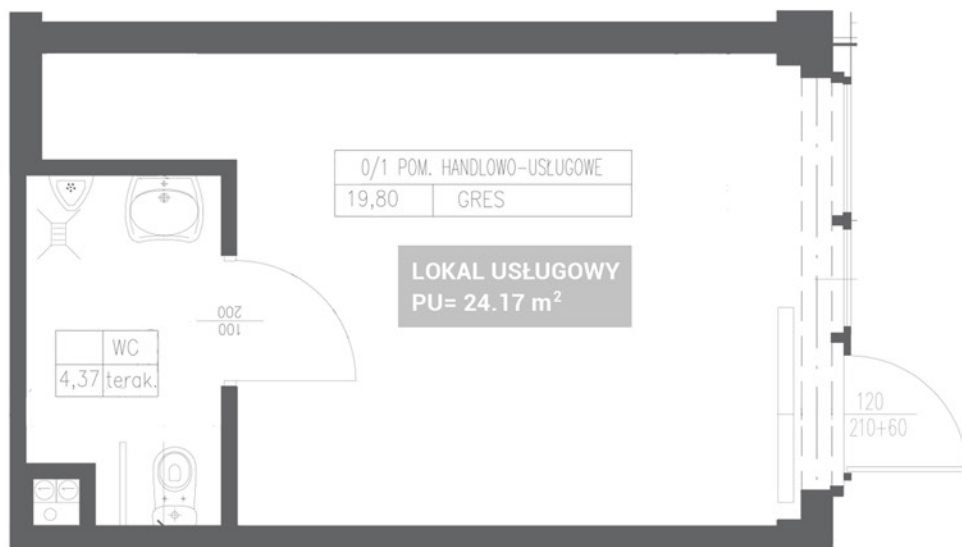 0/1 POM. HANDLOWO-USŁUGOWE
19,80 GRES
LOKAL USŁUGOWY
PU= 24.17 m²
100
200
WC
4,37 terak.
120
210+60